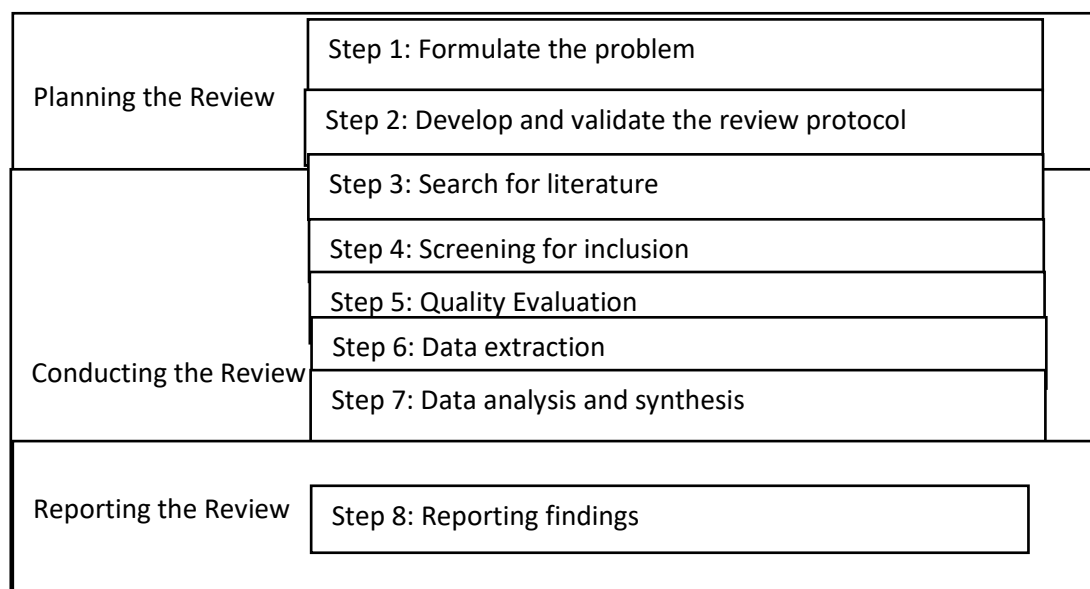 Step 1: Formulate the problem
Planning the Review
Step 2: Develop and validate the review protocol
Step 3: Search for literature
Step 4: Screening for inclusion
Step 5: Quality Evaluation
Step 6: Data extraction
Conducting the Review
Step 7: Data analysis and synthesis
Reporting the Review
Step 8: Reporting findings